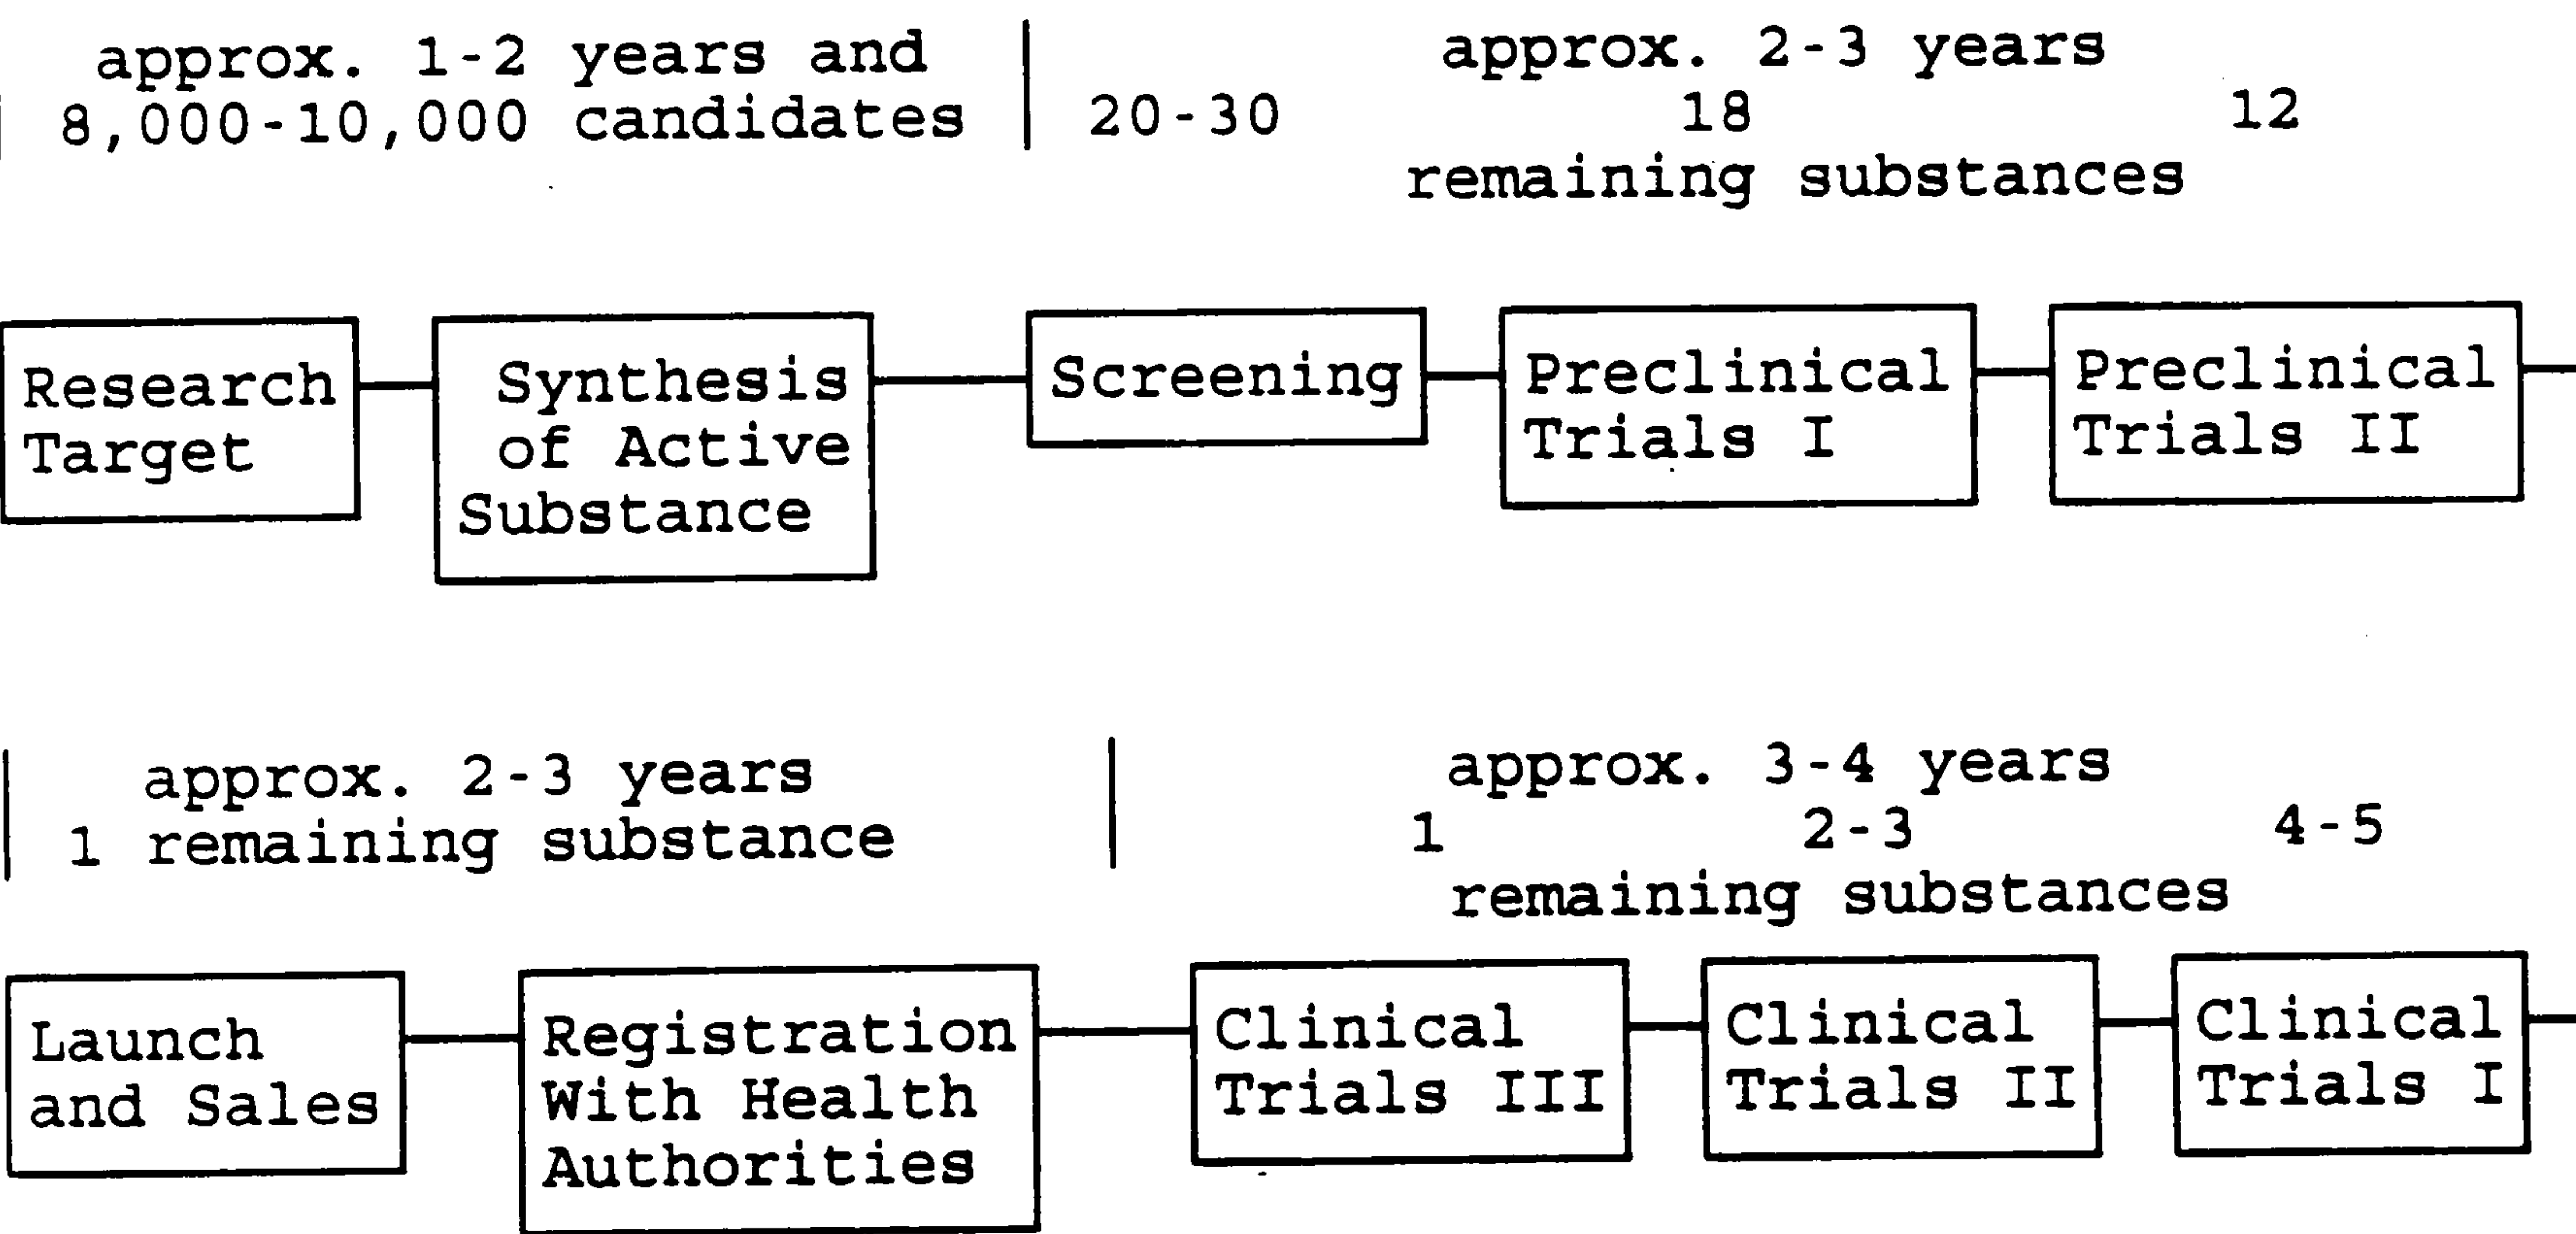 approx. 1-2 years and
8,000-10,000 candidates
approx. 2-3 years
20-30 18 12
remaining substances
Research
Target
Synthesis
of Active
Substance
Screening
Preclinical
Trials I
Preclinical
Trials II
approx. 2-3 years
1 remaining substance
approx. 3-4 years
1 2-3 4-5
remaining substances
Launch
and Sales
Registration
With Health
Authorities
Clinical
Trials III
Clinical
Trials II
Clinical
Trials I